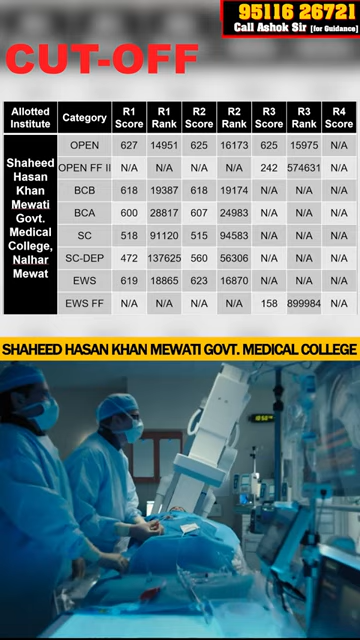 95116 26721
Call Ashok Sir [for Guidance]
CUT-OFF
Allotted Institute Category R1 Score R1 Rank R2 Score R2 Rank R3 Score R3 Rank R4 Score
Shaheed Hasan Khan Mewati Govt. Medical College, Nalhar Mewat
OPEN 627 14951 625 16173 625 15975 N/A
OPEN FF II N/A N/A N/A N/A 242 574631 N/A
BCB 618 19387 618 19174 N/A N/A N/A
BCA 600 28817 607 24983 N/A N/A N/A
SC 518 91120 515 94583 N/A N/A N/A
SC-DEP 472 137625 560 56306 N/A N/A N/A
EWS 619 18865 623 16870 N/A N/A N/A
EWS FF N/A N/A N/A N/A 158 899984 N/A
SHAHEED HASAN KHAN MEWATI GOVT. MEDICAL COLLEGE